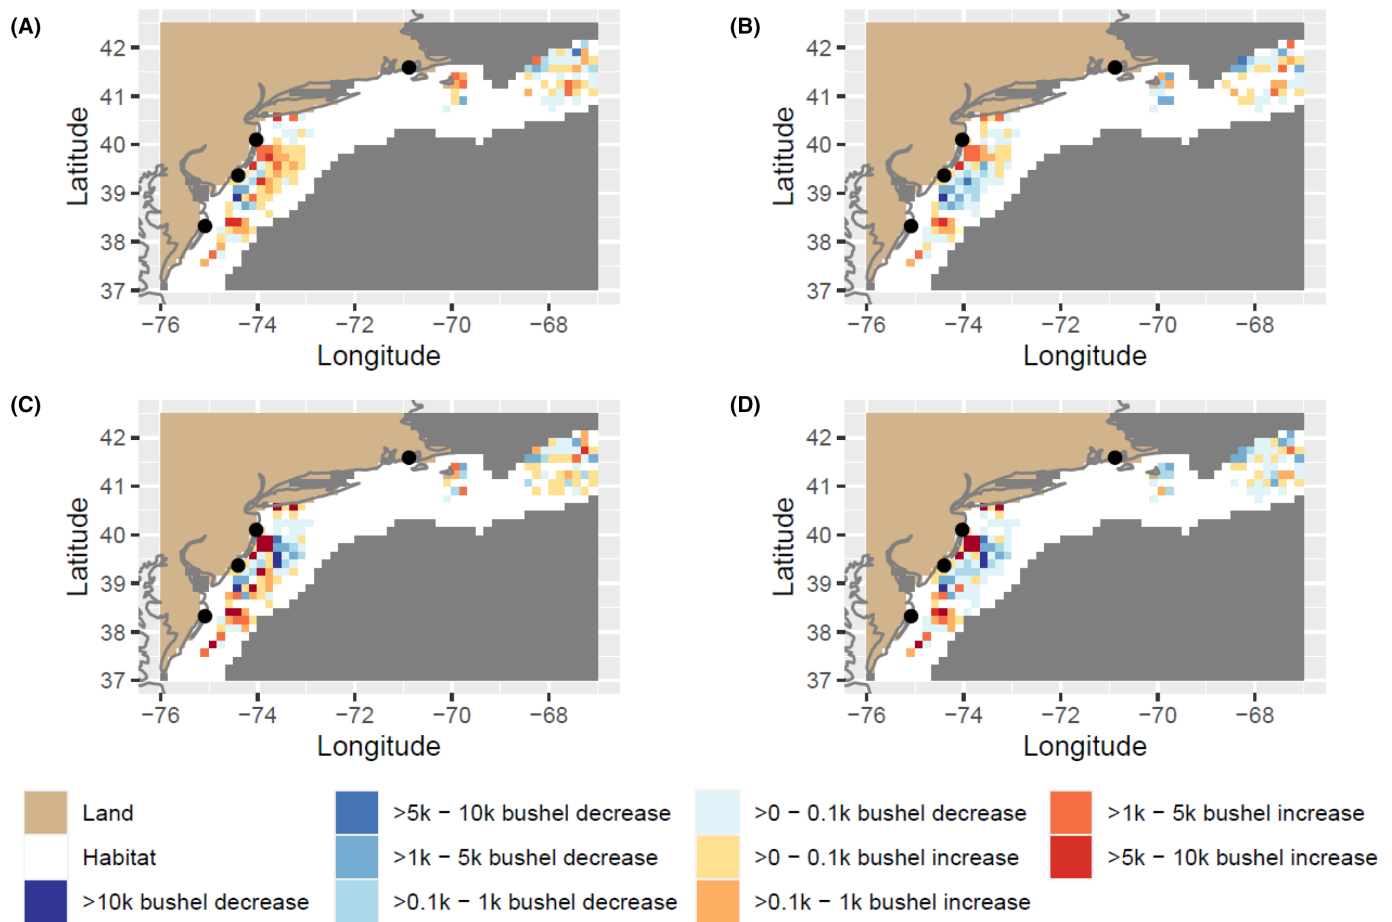 (A)
(B)
42
41
40
39
38
37
Latitude
−76
−74
−72
−70
−68
Longitude
42
41
40
39
38
37
Latitude
−76
−74
−72
−70
−68
Longitude
(C)
(D)
42
41
40
39
38
37
Latitude
−76
−74
−72
−70
−68
Longitude
42
41
40
39
38
37
Latitude
−76
−74
−72
−70
−68
Longitude
Land
Habitat
>10k bushel decrease
>5k − 10k bushel decrease
>1k − 5k bushel decrease
>0.1k − 1k bushel decrease
>0 − 0.1k bushel decrease
>0 − 0.1k bushel increase
>0.1k − 1k bushel increase
>1k − 5k bushel increase
>5k − 10k bushel increase